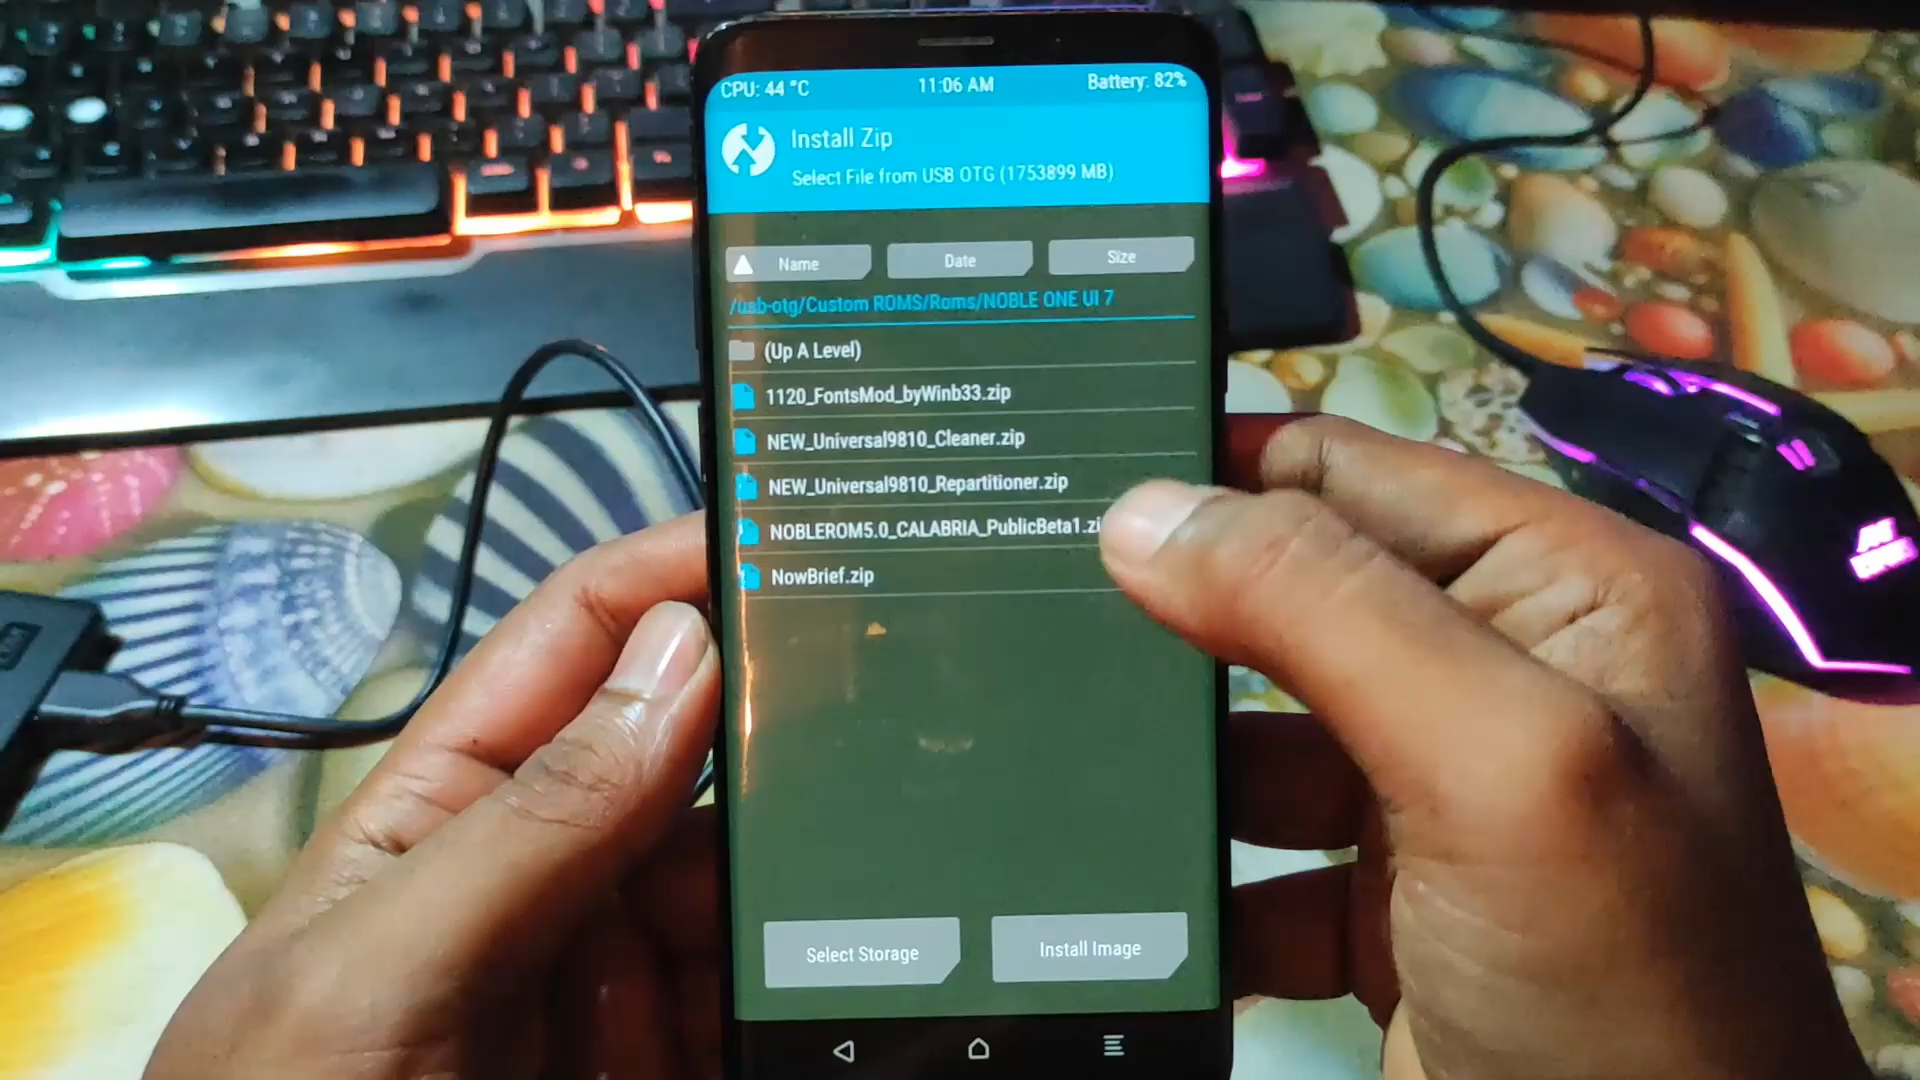 CPU: 44 °C 11:06 AM Battery: 82%
Install Zip
Select File from USB OTG (1753899 MB)
Name Date Size
/usb-otg/Custom ROMS/Roms/NOBLE ONE UI 7
(Up A Level)
1120_FontsMod_byWinb33.zip
NEW_Universal9810_Cleaner.zip
NEW_Universal9810_Repartitioner.zip
NOBLEROM5.0_CALABRIA_PublicBeta1.zi
NowBrief.zip
Select Storage Install Image